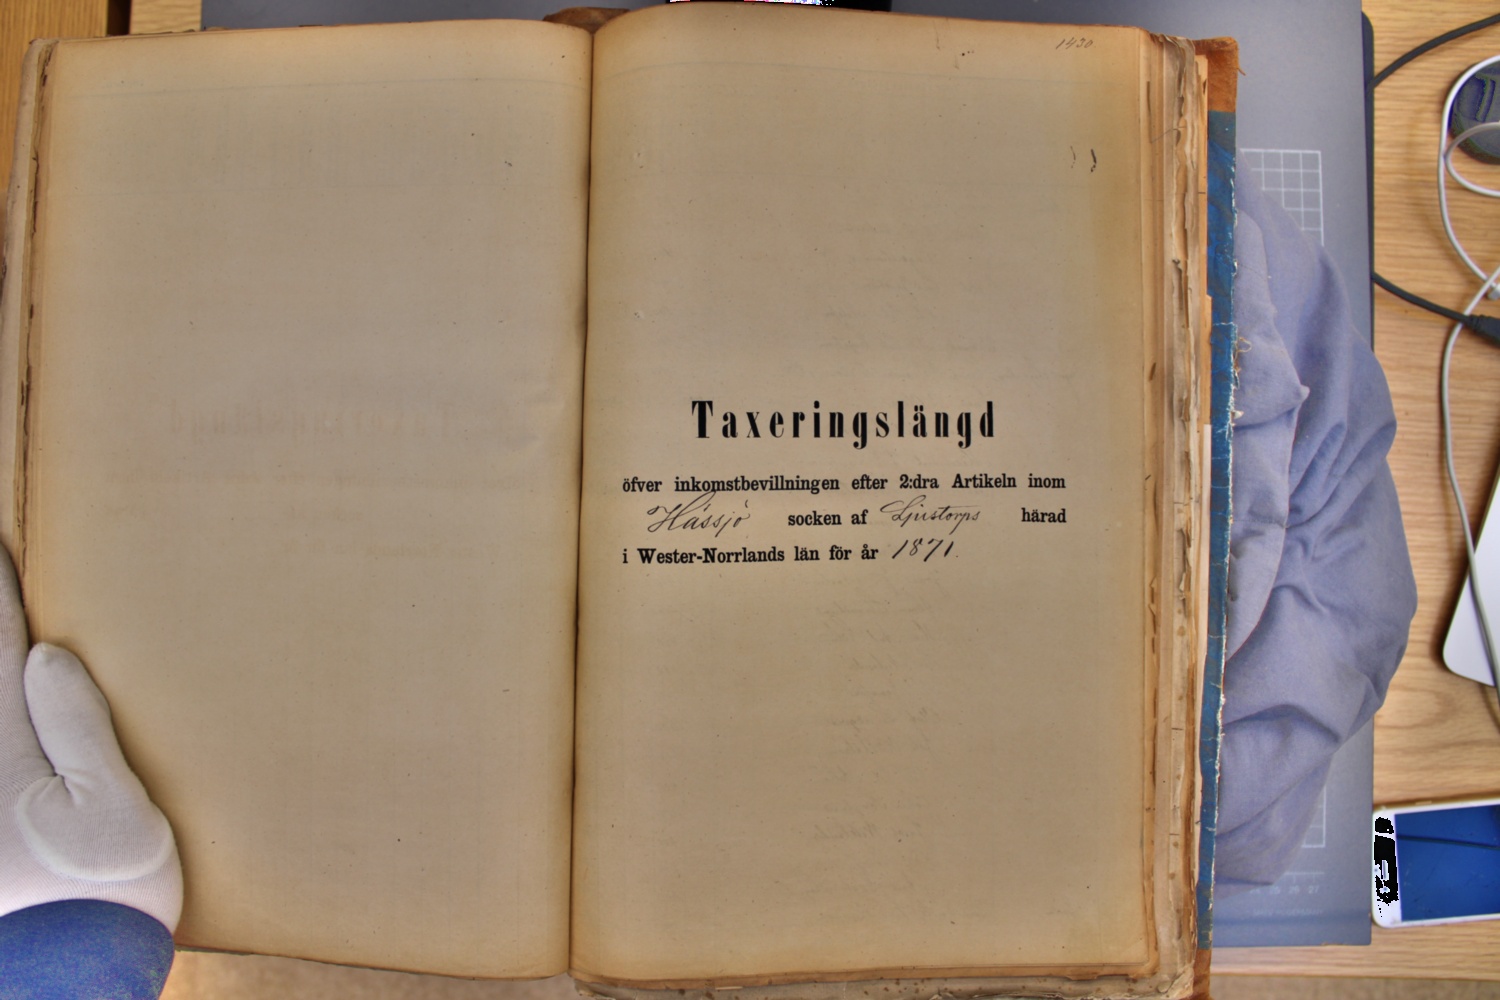 1430
Taxeringslängd
öfver inkomstbevillningen efter 2:dra Artikeln inom
Hässjö socken af Ljustorps härad
i Wester-Norrlands län för år 1871.